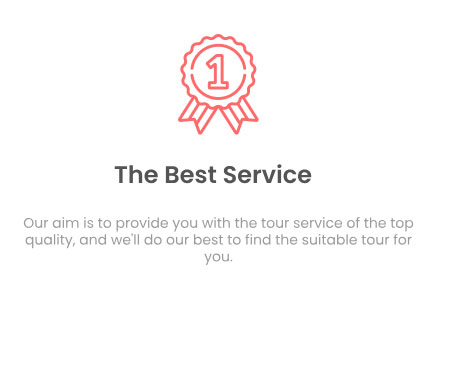 1
The Best Service
Our aim is to provide you with the tour service of the top
quality, and we'll do our best to find the suitable tour for
you.